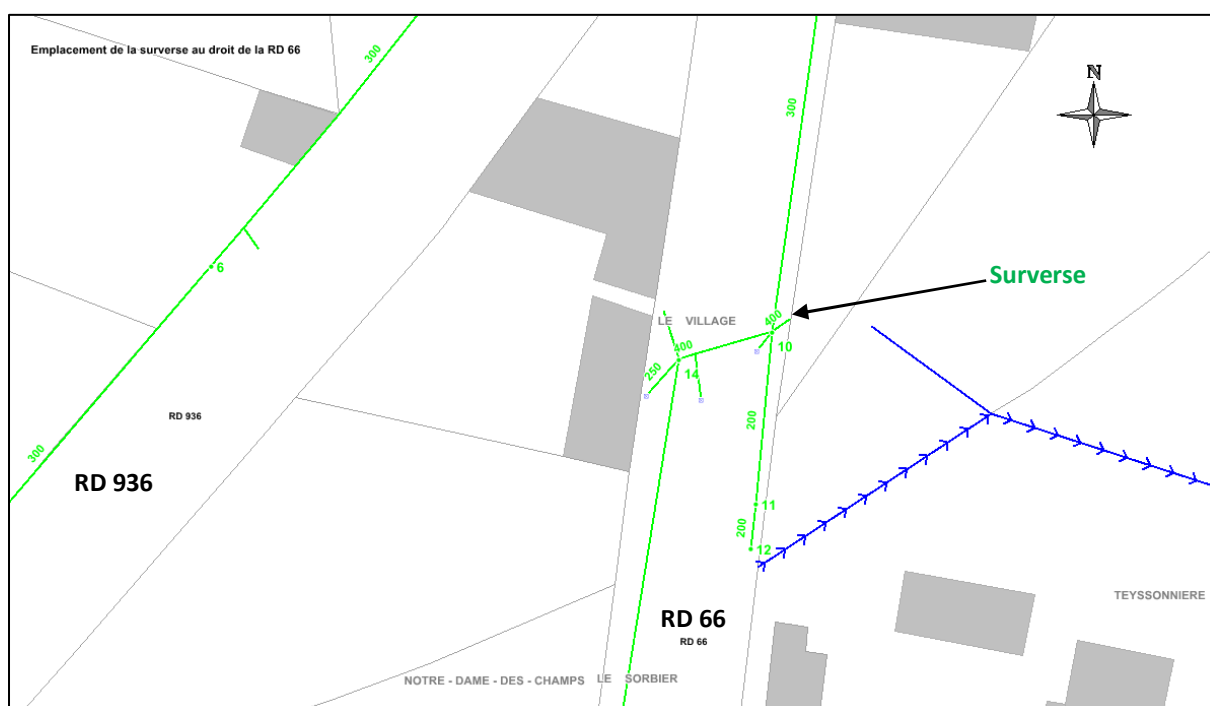 Emplacement de la surverse au droit de la RD 66
300
300
N
6
Surverse
LE VILLAGE
400
400
10
250
14
RD 936
200
300
RD 936
11
200
12
TEYSSONNIERE
RD 66
RD 66
NOTRE - DAME - DES - CHAMPS LE SORBIER